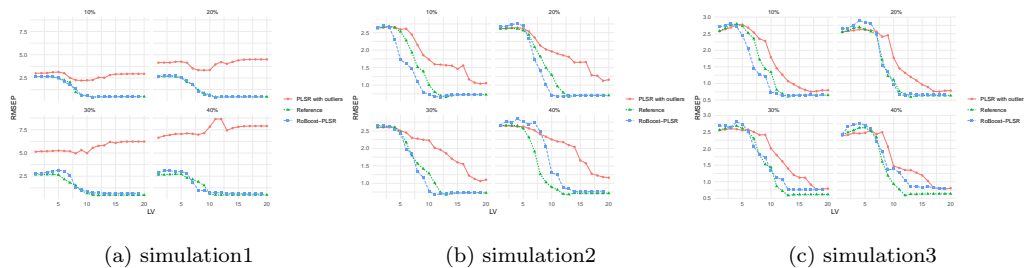 10%
20%
7.5
5.0
2.5
30%
40%
7.5
5.0
2.5
5 10 15 20 5 10 15 20
LV
RMSEP
PLSR with outliers
Reference
RoBoost−PLSR
(a) simulation1
10%
20%
2.5
2.0
1.5
1.0
30%
40%
2.5
2.0
1.5
1.0
5 10 15 20 5 10 15 20
LV
RMSEP
PLSR with outliers
Reference
RoBoost−PLSR
(b) simulation2
10%
20%
3.0
2.5
2.0
1.5
1.0
0.5
30%
40%
3.0
2.5
2.0
1.5
1.0
0.5
5 10 15 20 5 10 15 20
LV
RMSEP
PLSR with outliers
Reference
RoBoost−PLSR
(c) simulation3